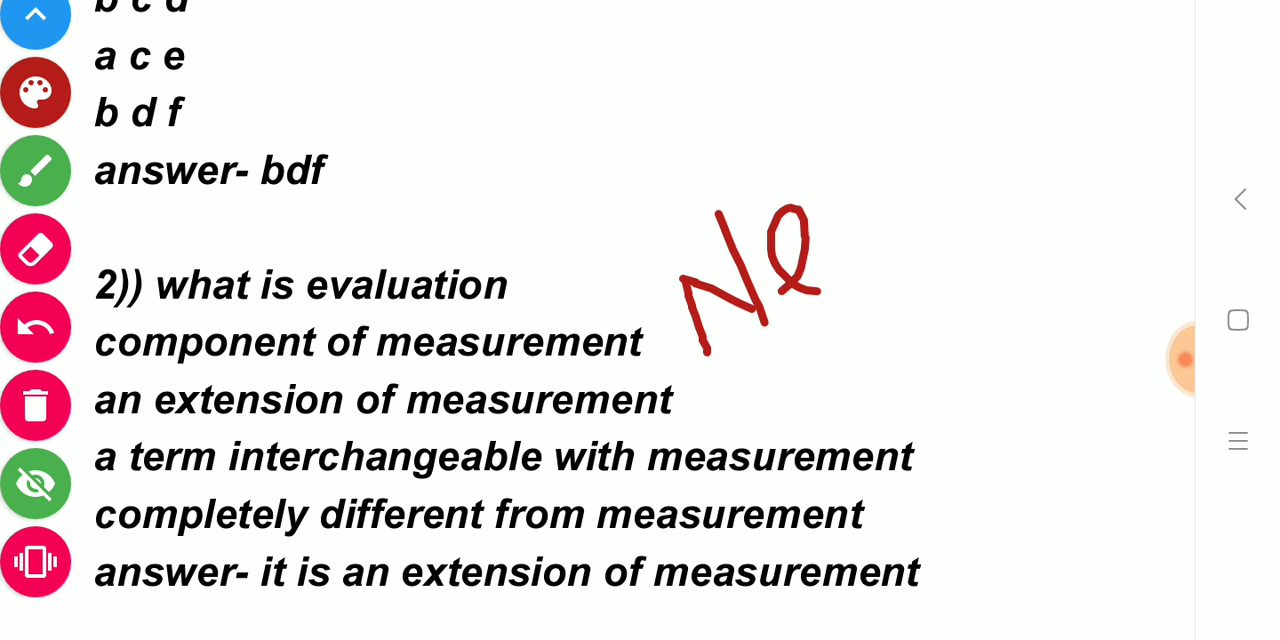 b c d
a c e
b d f
answer- bdf
2)) what is evaluation
Ne
component of measurement
an extension of measurement
a term interchangeable with measurement
completely different from measurement
answer- it is an extension of measurement